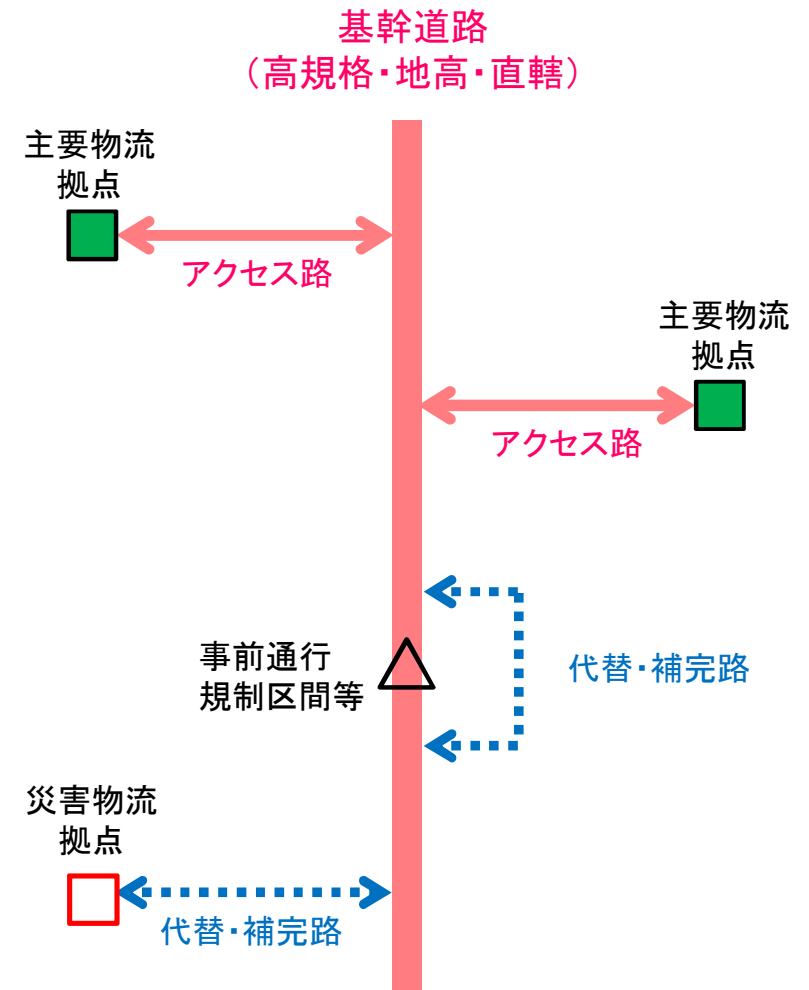 基幹道路
（高規格・地高・直轄）
主要物流
拠点
アクセス路
主要物流
拠点
アクセス路
事前通行
規制区間等
代替・補完路
災害物流
拠点
代替・補完路